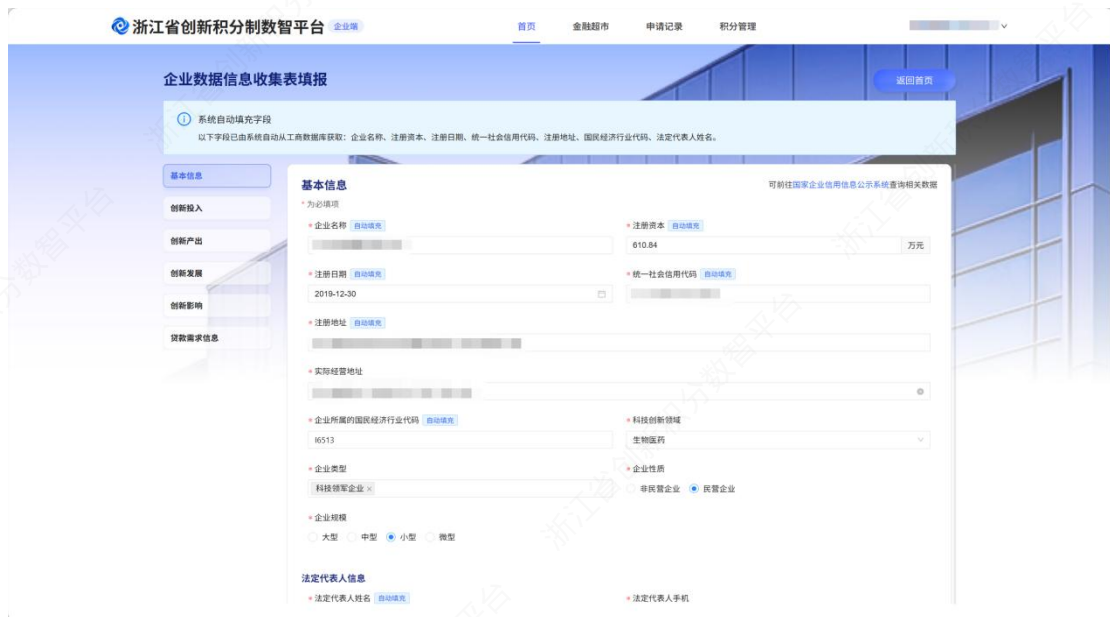 浙江省创新积分制数智平台 企业端 首页 金融超市 申请记录 积分管理
企业数据信息收集表填报 返回首页
系统自动填充字段
以下字段已由系统自动从工商数据库获取：企业名称、注册资本、注册日期、统一社会信用代码、注册地址、国民经济行业代码、法定代表人姓名。
基本信息
创新投入
创新产出
创新发展
创新影响
贷款需求信息
基本信息 可前往国家企业信用信息公示系统查询相关数据
* 为必填项
* 企业名称 自动填充 * 注册资本 自动填充
610.84 万元
* 注册日期 自动填充 * 统一社会信用代码 自动填充
2019-12-30
* 注册地址 自动填充
* 实际经营地址
* 企业所属的国民经济行业代码 自动填充 * 科技创新领域
I6513 生物医药
* 企业类型 * 企业性质
科技领军企业 × 非民营企业 民营企业
* 企业规模
大型 中型 小型 微型
法定代表人信息
* 法定代表人姓名 自动填充 * 法定代表人手机
浙江省创新积分数智平台